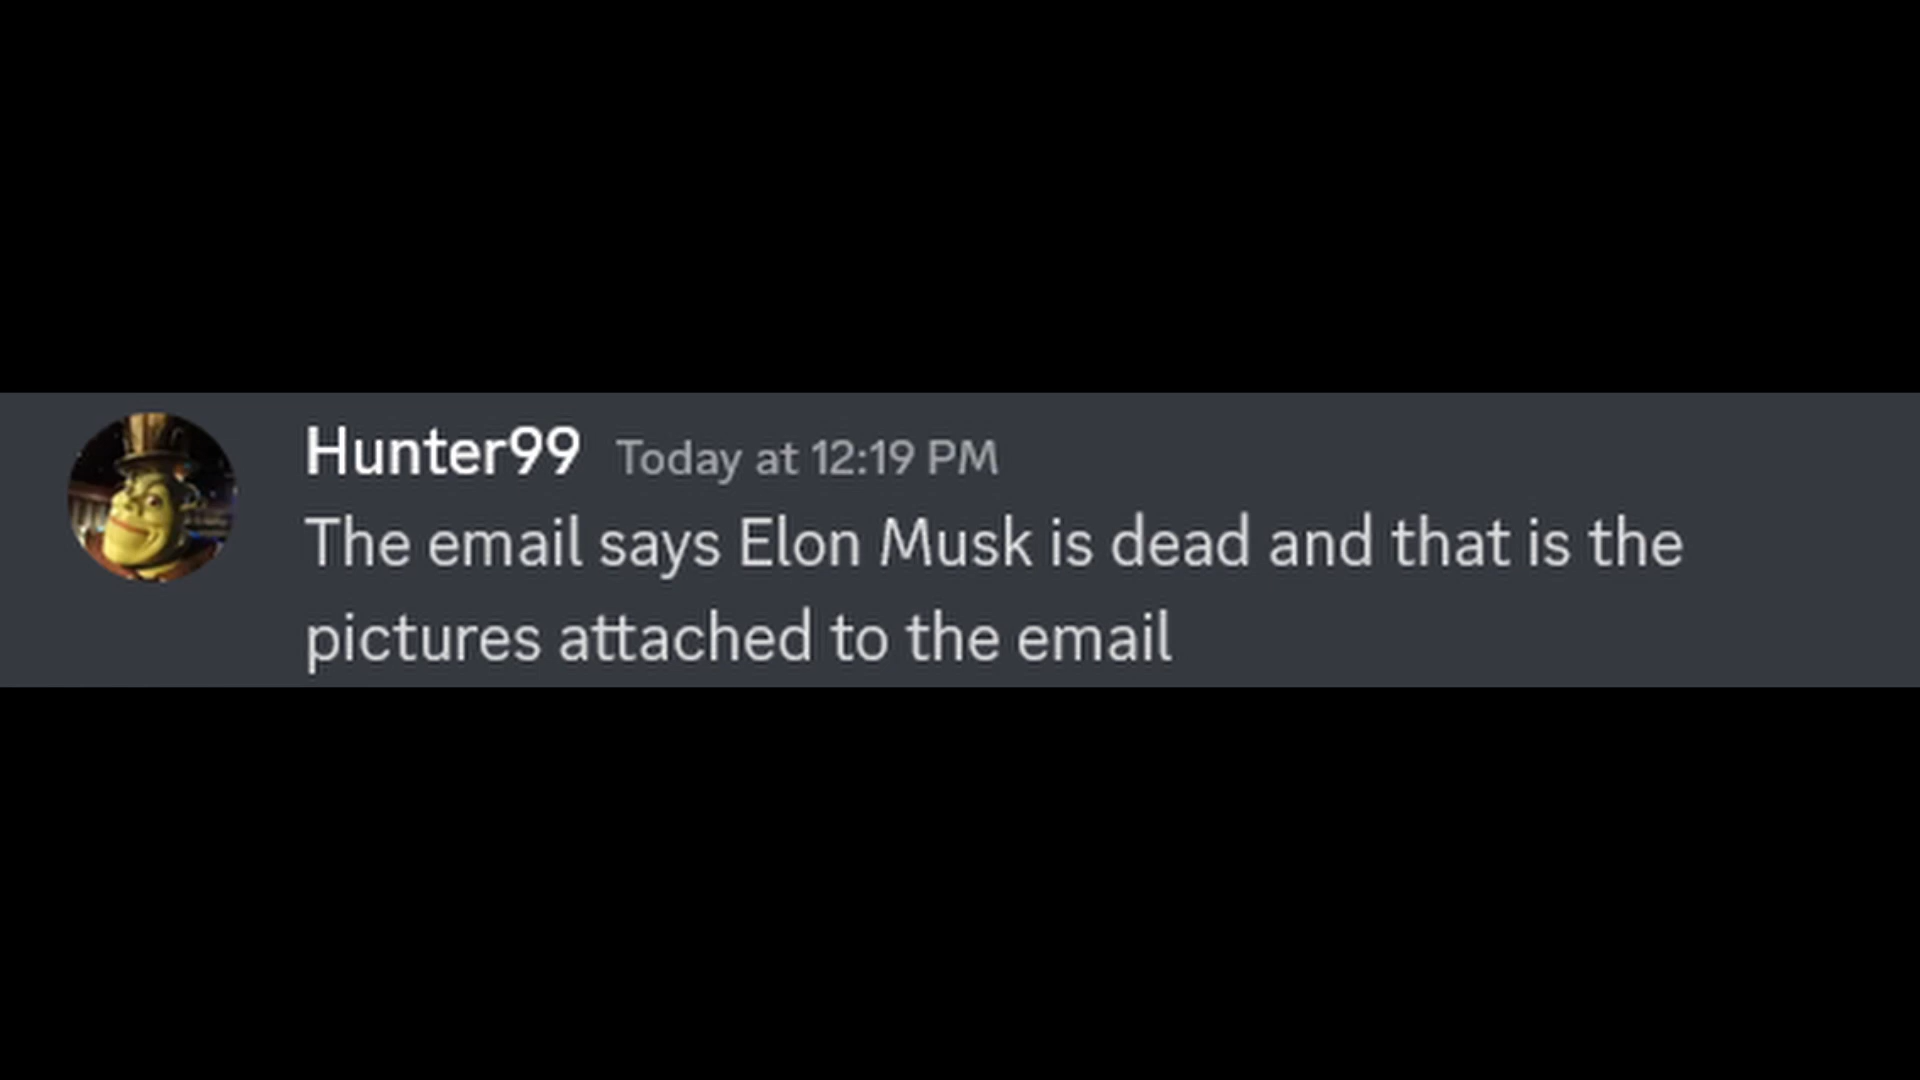 Hunter99 Today at 12:19 PM
The email says Elon Musk is dead and that is the
pictures attached to the email